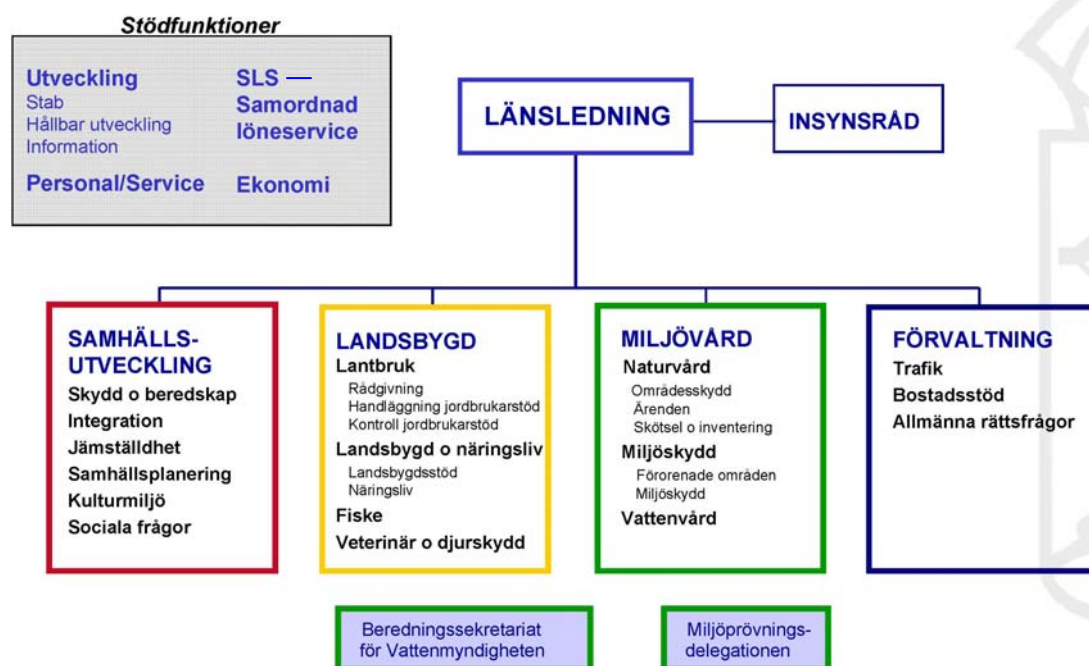 Stödfunktioner
Utveckling
Stab
Hållbar utveckling
Information
Personal/Service
SLS —
Samordnad
löneservice
Ekonomi
LÄNSLEDNING
INSYNSRÅD
SAMHÄLLS-
UTVECKLING
Skydd o beredskap
Integration
Jämställdhet
Samhällsplanering
Kulturmiljö
Sociala frågor
LANDSBYGD
Lantbruk
Rådgivning
Handläggning jordbrukarstöd
Kontroll jordbrukarstöd
Landsbygd o näringsliv
Landsbygdsstöd
Näringsliv
Fiske
Veterinär o djurskydd
MILJÖVÅRD
Naturvård
Områdesskydd
Ärenden
Skötsel o inventering
Miljöskydd
Förorenade områden
Miljöskydd
Vattenvård
FÖRVALTNING
Trafik
Bostadsstöd
Allmänna rättsfrågor
Beredningssekretariat
för Vattenmyndigheten
Miljöprövnings-
delegationen